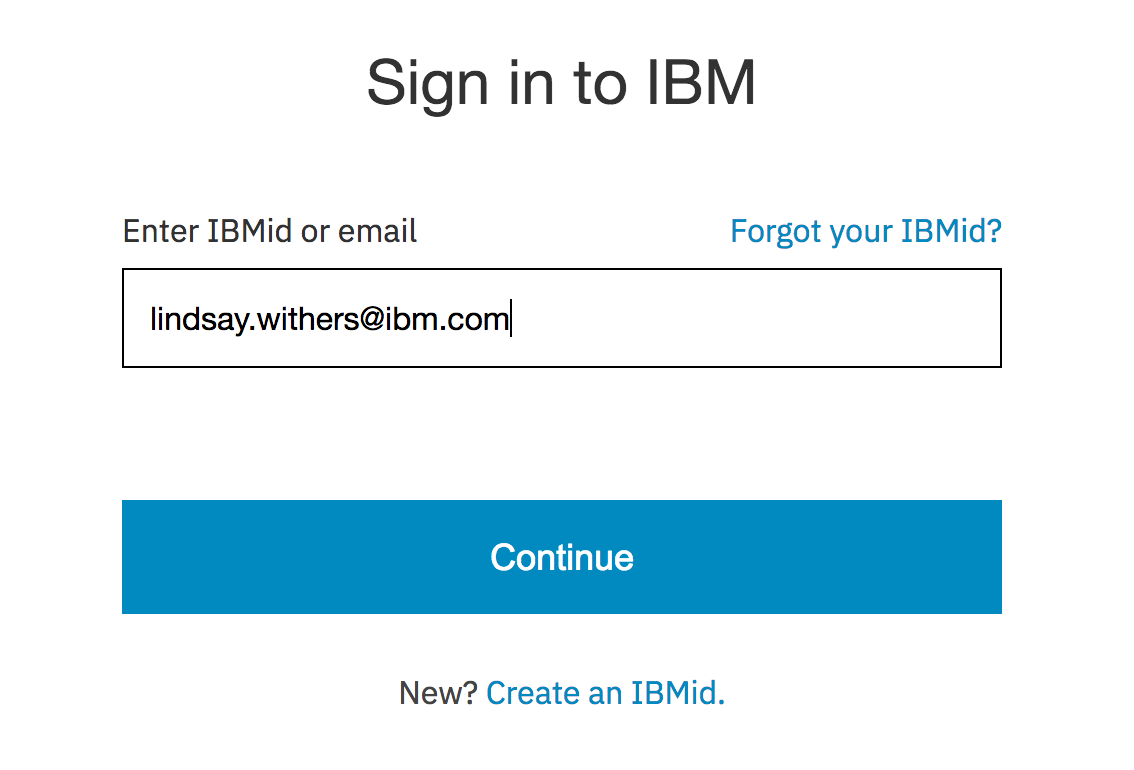 Sign in to IBM
Enter IBMid or email
Forgot your IBMid?
lindsay.withers@ibm.com
Continue
New? Create an IBMid.